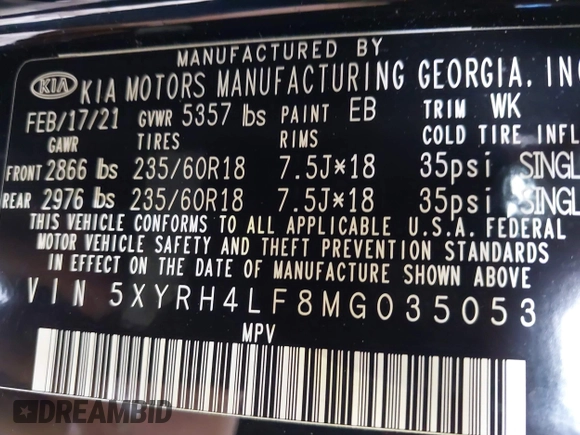 MANUFACTURED BY
KIA KIA MOTORS MANUFACTURING GEORGIA, INC
FEB/17/21 GVWR 5357 lbs PAINT EB TRIM WK
GAWR TIRES RIMS COLD TIRE INFL
FRONT 2866 lbs 235/60R18 7.5J×18 35psi SINGL
REAR 2976 lbs 235/60R18 7.5J×18 35psi SINGL
THIS VEHICLE CONFORMS TO ALL APPLICABLE U.S.A. FEDERAL
MOTOR VEHICLE SAFETY AND THEFT PREVENTION STANDARDS
IN EFFECT ON THE DATE OF MANUFACTURE SHOWN ABOVE
VIN 5XYRH4LF8MG035053
MPV
DREAMBID